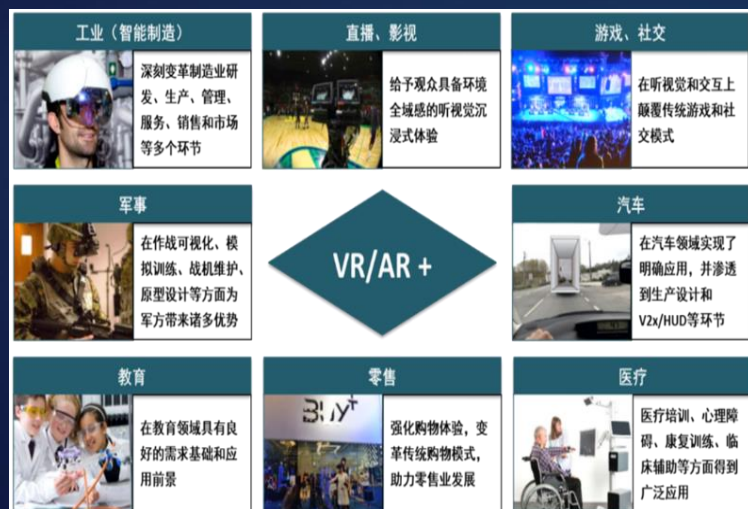 工业（智能制造）
深刻变革制造业研
发、生产、管理、
服务、销售和市场
等多个环节
直播、影视
给予观众具备环境
全域感的听视觉沉
浸式体验
游戏、社交
在听视觉和交互上
颠覆传统游戏和社
交模式
军事
在作战可视化、模
拟训练、战机维护、
原型设计等方面为
军方带来诸多优势
VR/AR +
汽车
在汽车领域实现了
明确应用，并渗透
到生产设计和
V2x/HUD等环节
教育
在教育领域具有良
好的需求基础和应
用前景
零售
BUY+
强化购物体验，变
革传统购物模式，
助力零售业发展
医疗
医疗培训、心理障
碍、康复训练、临
床辅助等方面得到
广泛应用